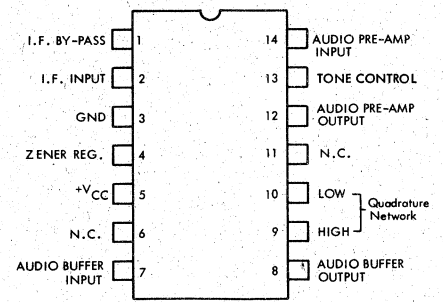 I.F. BY-PASS 1
I.F. INPUT 2
GND 3
ZENER REG. 4
+VCC 5
N.C. 6
AUDIO BUFFER
INPUT 7
14 AUDIO PRE-AMP
INPUT
13 TONE CONTROL
12 AUDIO PRE-AMP
OUTPUT
11 N.C.
10 LOW
9 HIGH
Quadrature
Network
8 AUDIO BUFFER
OUTPUT